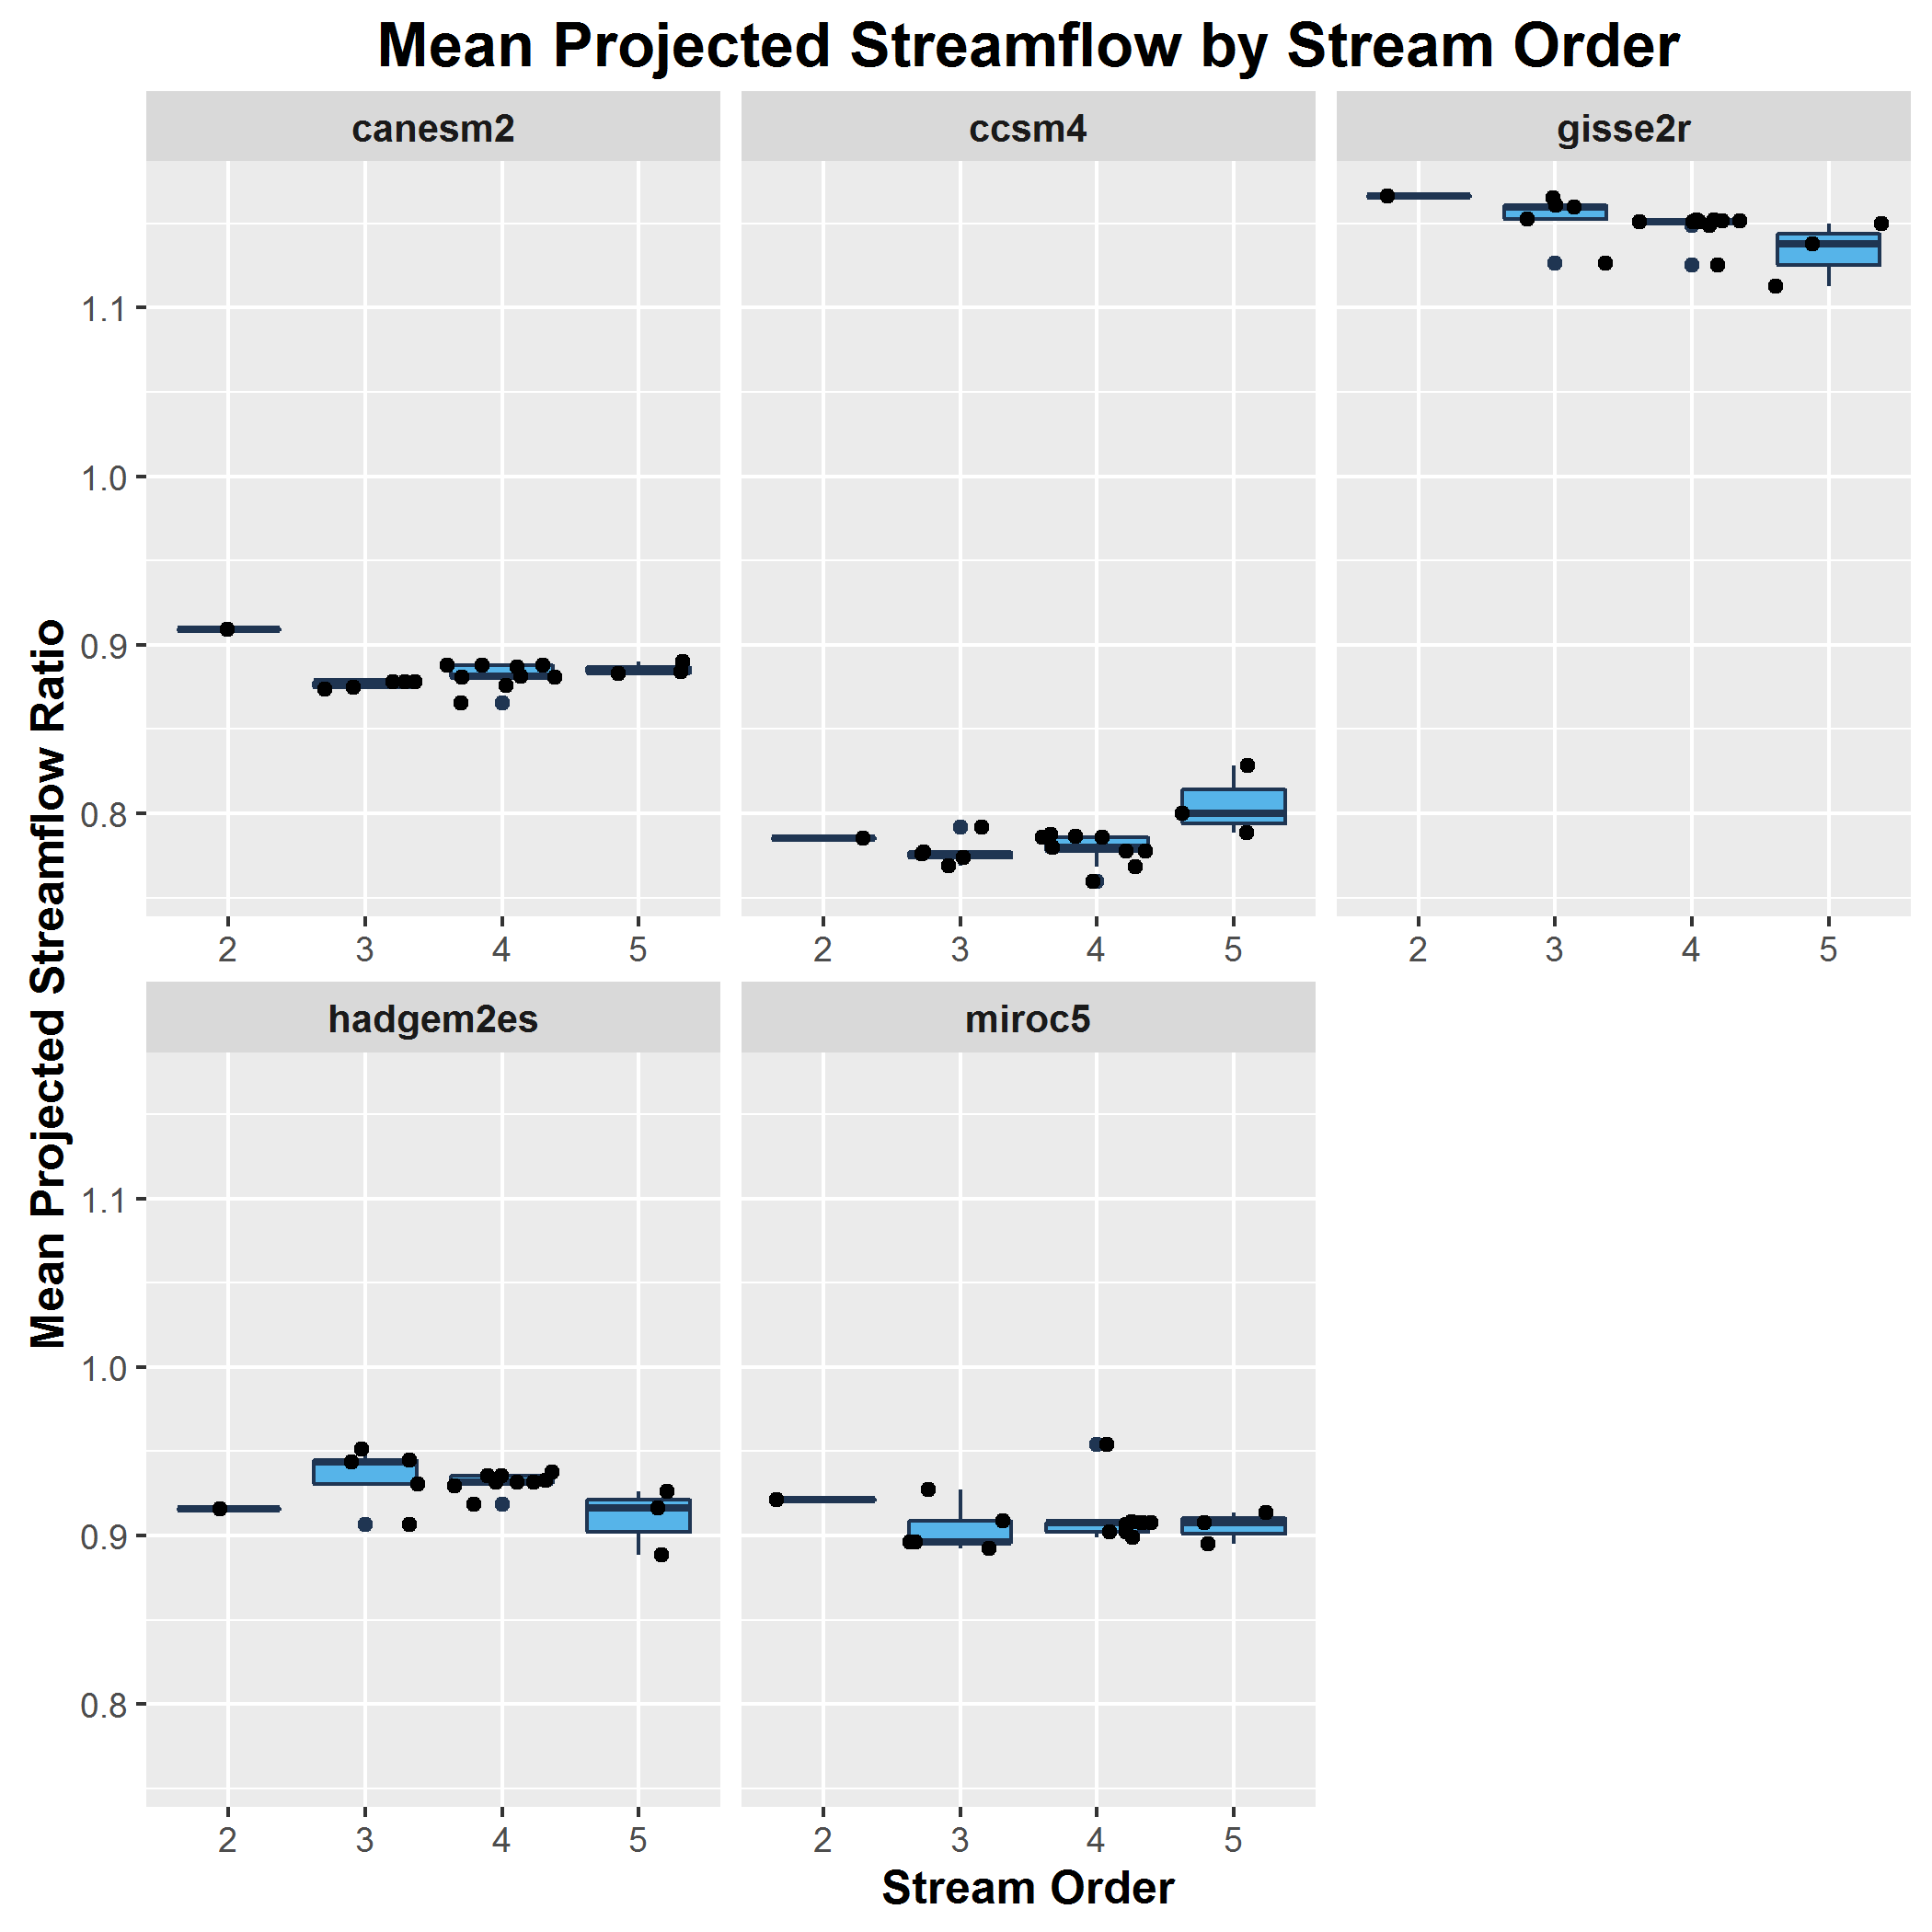 Mean Projected Streamflow by Stream Order
canesm2
ccsm4
gisse2r
1.1
1.0
0.9
0.8
2 3 4 5
2 3 4 5
2 3 4 5
Mean Projected Streamflow Ratio
hadgem2es
miroc5
1.1
1.0
0.9
0.8
2 3 4 5
2 3 4 5
Stream Order